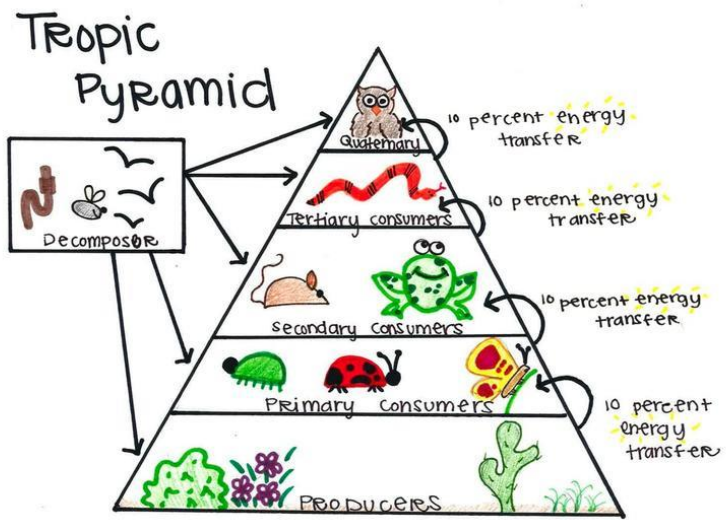 Tropic
Pyramid
Quaternary
10 percent energy
transfer
Decomposer
Tertiary consumers
10 percent energy
transfer
Secondary consumers
10 percent energy
transfer
Primary consumers
10 percent
energy
transfer
PRODUCERS